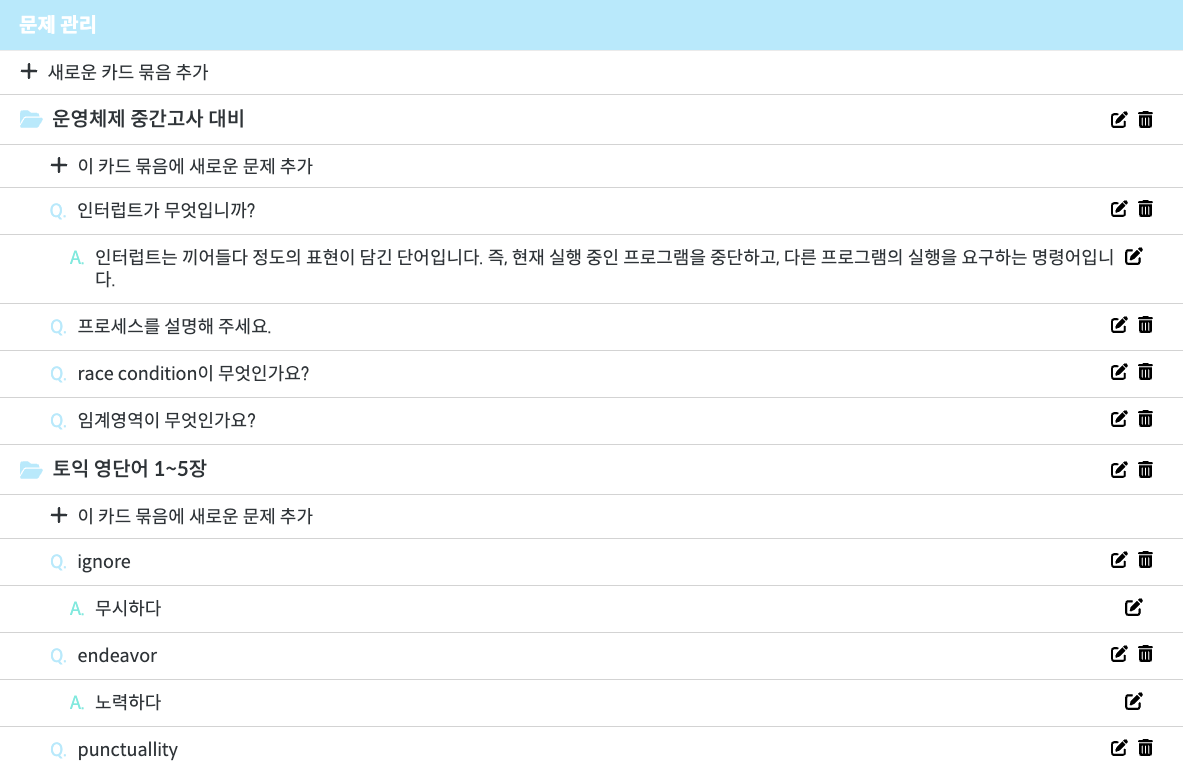 문제 관리
새로운 카드 묶음 추가
운영체제 중간고사 대비
이 카드 묶음에 새로운 문제 추가
Q. 인터럽트가 무엇입니까?
A. 인터럽트는 끼어들다 정도의 표현이 담긴 단어입니다. 즉, 현재 실행 중인 프로그램을 중단하고, 다른 프로그램의 실행을 요구하는 명령어입니
다.
Q. 프로세스를 설명해 주세요.
Q. race condition이 무엇인가요?
Q. 임계영역이 무엇인가요?
토익 영단어 1~5장
이 카드 묶음에 새로운 문제 추가
Q. ignore
A. 무시하다
Q. endeavor
A. 노력하다
Q. punctuallity